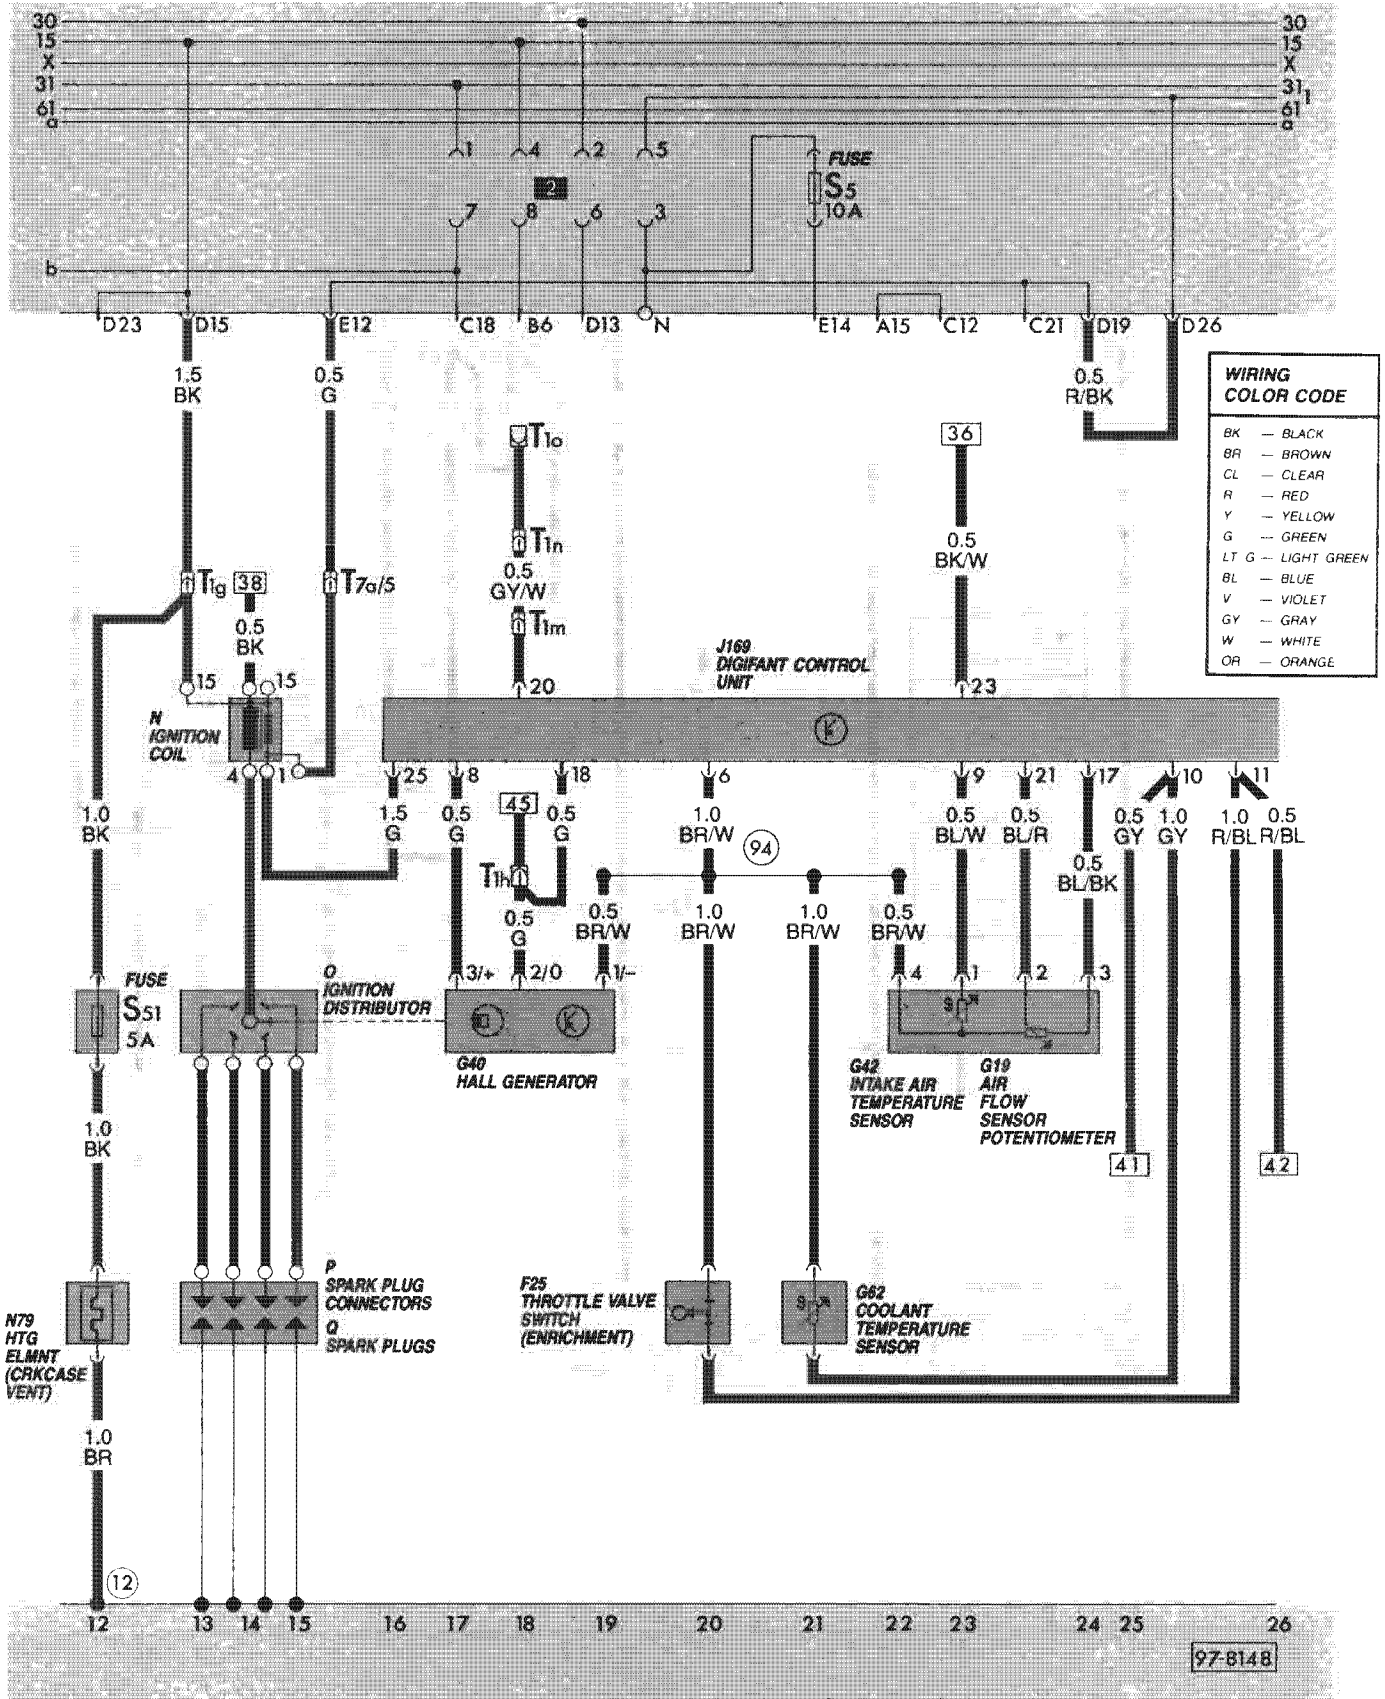 30 30
15 15
X X
31 31
1
61 61
a a
1 4 2 5
FUSE
2
S5
10A
7 8 6 3
b
D23 D15 E12 C18 B6 D13 N E14 A15 C12 C21 D19 D26
1.5
BK
0.5
G
0.5
R/BK
WIRING
COLOR CODE
BK — BLACK
BR — BROWN
CL — CLEAR
R — RED
Y — YELLOW
G — GREEN
LT G — LIGHT GREEN
BL — BLUE
V — VIOLET
GY — GRAY
W — WHITE
OR — ORANGE
T1o
36
T1n
0.5
GY/W
0.5
BK/W
T1g
38
T7a/5
T1m
0.5
BK
J169
DIGIFANT CONTROL
UNIT
15 15 20 23
N
IGNITION
COIL
4 1 25 8 18 6 9 21 17 10 11
1.0
BK
1.5
G
0.5
G
45
0.5
G
1.0
BR/W
94
0.5
BL/W
0.5
BL/R
0.5
BL/BK
0.5
GY
1.0
GY
1.0
R/BL
0.5
R/BL
T1h
0.5
G
0.5
BR/W
1.0
BR/W
1.0
BR/W
0.5
BR/W
3/+ 2/0 1/– 4 1 2 3
FUSE
S51
5A
O
IGNITION
DISTRIBUTOR
G40
HALL GENERATOR
G42
INTAKE AIR
TEMPERATURE
SENSOR
G19
AIR
FLOW
SENSOR
POTENTIOMETER
1.0
BK
41 42
P
SPARK PLUG
CONNECTORS
Q
SPARK PLUGS
F25
THROTTLE VALVE
SWITCH
(ENRICHMENT)
G62
COOLANT
TEMPERATURE
SENSOR
N79
HTG
ELMNT
(CRKCASE
VENT)
1.0
BR
12
12 13 14 15 16 17 18 19 20 21 22 23 24 25 26
97-8148